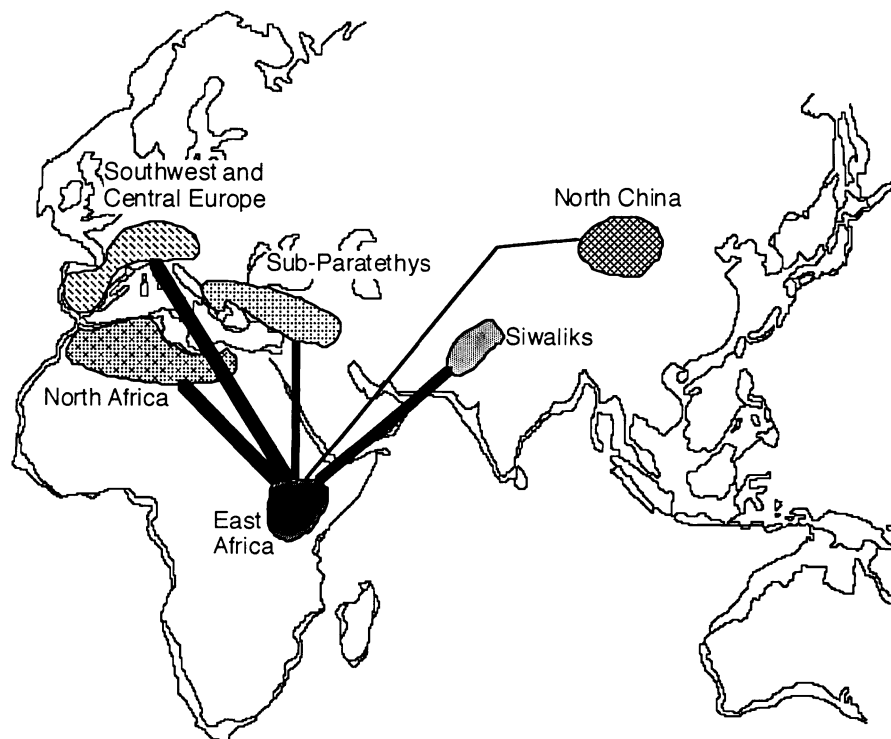 Southwest and
Central Europe
North China
Sub-Paratethys
Siwaliks
North Africa
East
Africa